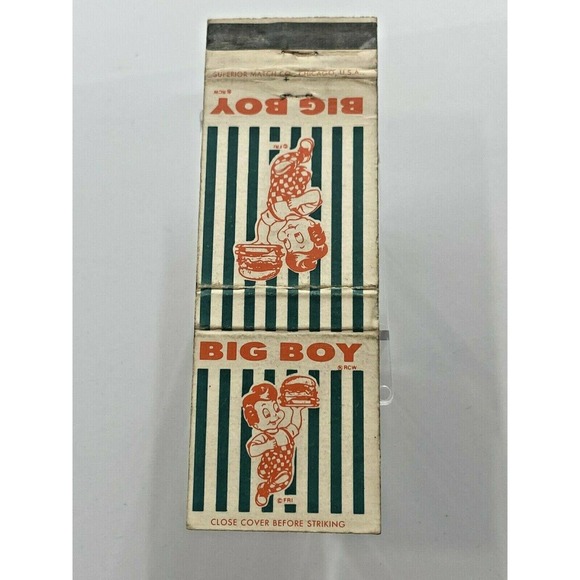 SUPERIOR MATCH CO., CHICAGO, U.S.A.
® RCW
BIG BOY
© FRI
BIG BOY
® RCW
© FRI
CLOSE COVER BEFORE STRIKING